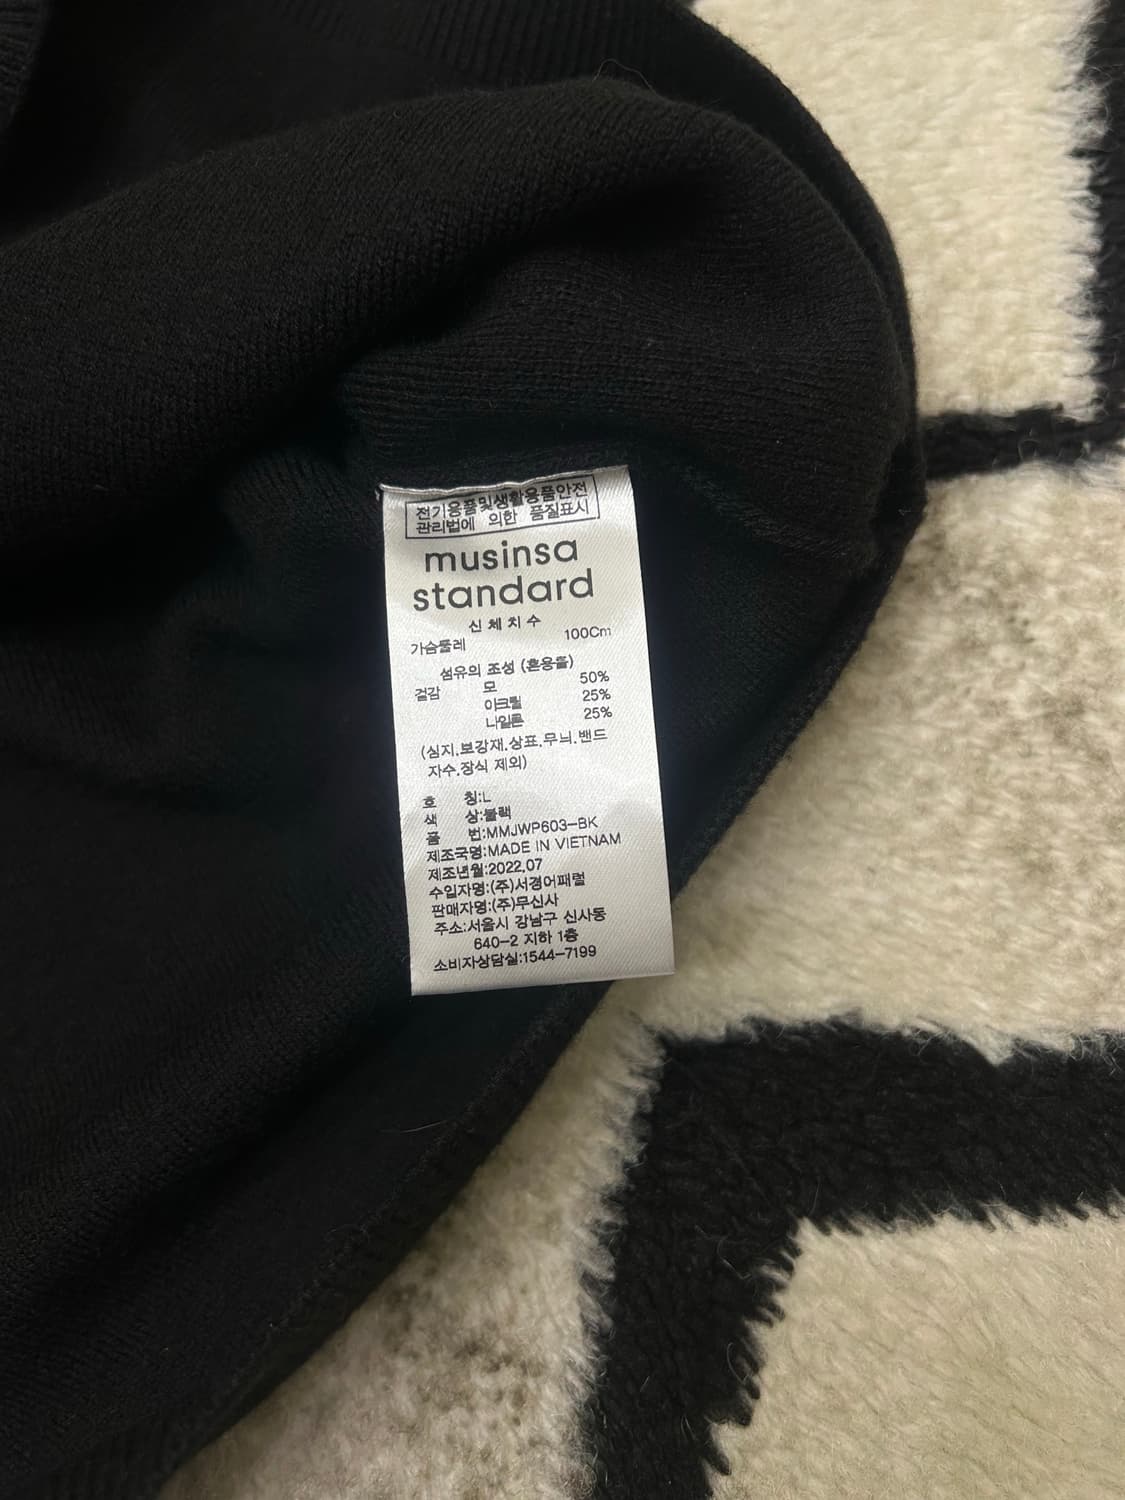 전기용품및생활용품안전
관리법에 의한 품질표시
musinsa
standard
신체치수
가슴둘레 100Cm
섬유의 조성 (혼용율)
겉감 모 50%
아크릴 25%
나일론 25%
(심지.보강재.상표.무늬.밴드
자수.장식 제외)
호 칭:L
색 상:블랙
품 번:MMJWP603-BK
제조국명:MADE IN VIETNAM
제조년월:2022.07
수입자명:(주)서경어패럴
판매자명:(주)무신사
주소:서울시 강남구 신사동
640-2 지하 1층
소비자상담실:1544-7199